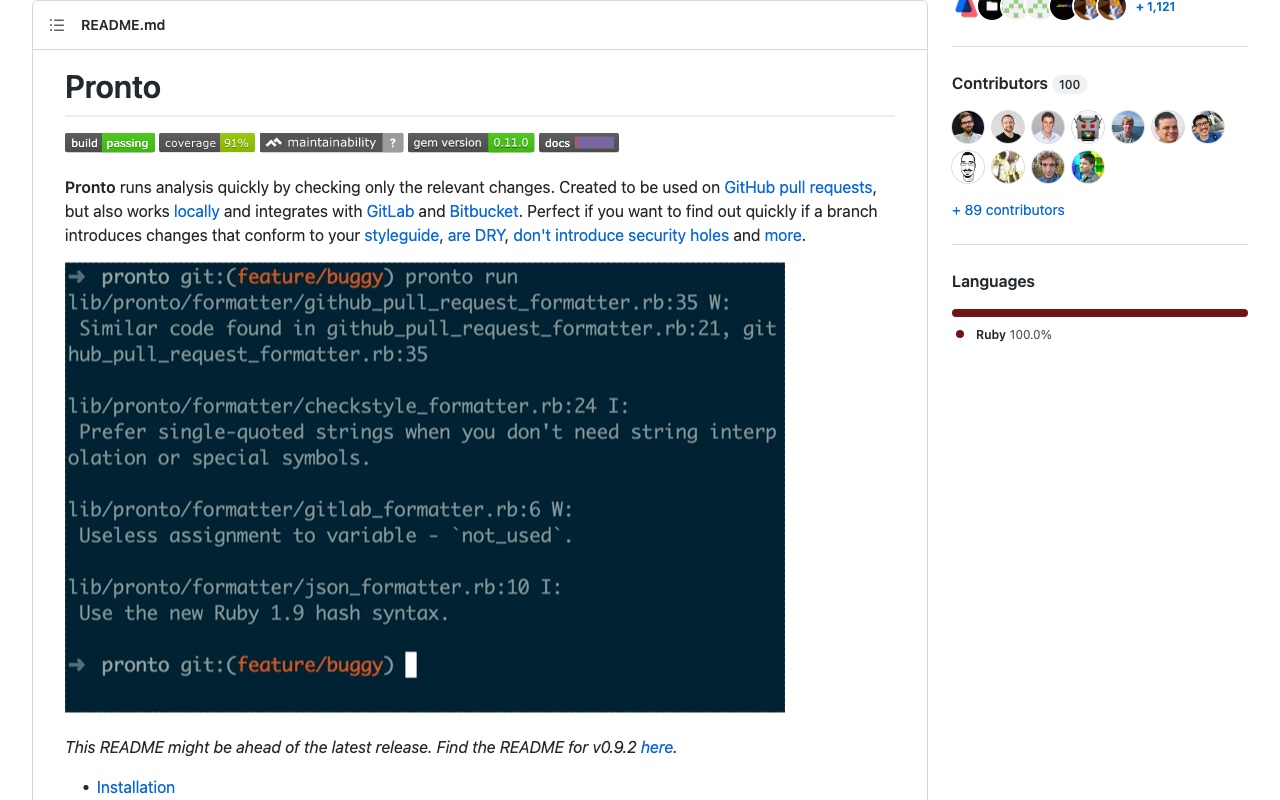 README.md
Pronto
build passing coverage 91% maintainability ? gem version 0.11.0 docs
Pronto runs analysis quickly by checking only the relevant changes. Created to be used on GitHub pull requests,
but also works locally and integrates with GitLab and Bitbucket. Perfect if you want to find out quickly if a branch
introduces changes that conform to your styleguide, are DRY, don't introduce security holes and more.
➜ pronto git:(feature/buggy) pronto run
lib/pronto/formatter/github_pull_request_formatter.rb:35 W:
Similar code found in github_pull_request_formatter.rb:21, git
hub_pull_request_formatter.rb:35
lib/pronto/formatter/checkstyle_formatter.rb:24 I:
Prefer single-quoted strings when you don't need string interp
olation or special symbols.
lib/pronto/formatter/gitlab_formatter.rb:6 W:
Useless assignment to variable - `not_used`.
lib/pronto/formatter/json_formatter.rb:10 I:
Use the new Ruby 1.9 hash syntax.
➜ pronto git:(feature/buggy)
This README might be ahead of the latest release. Find the README for v0.9.2 here.
• Installation
+ 1,121
Contributors 100
+ 89 contributors
Languages
Ruby 100.0%